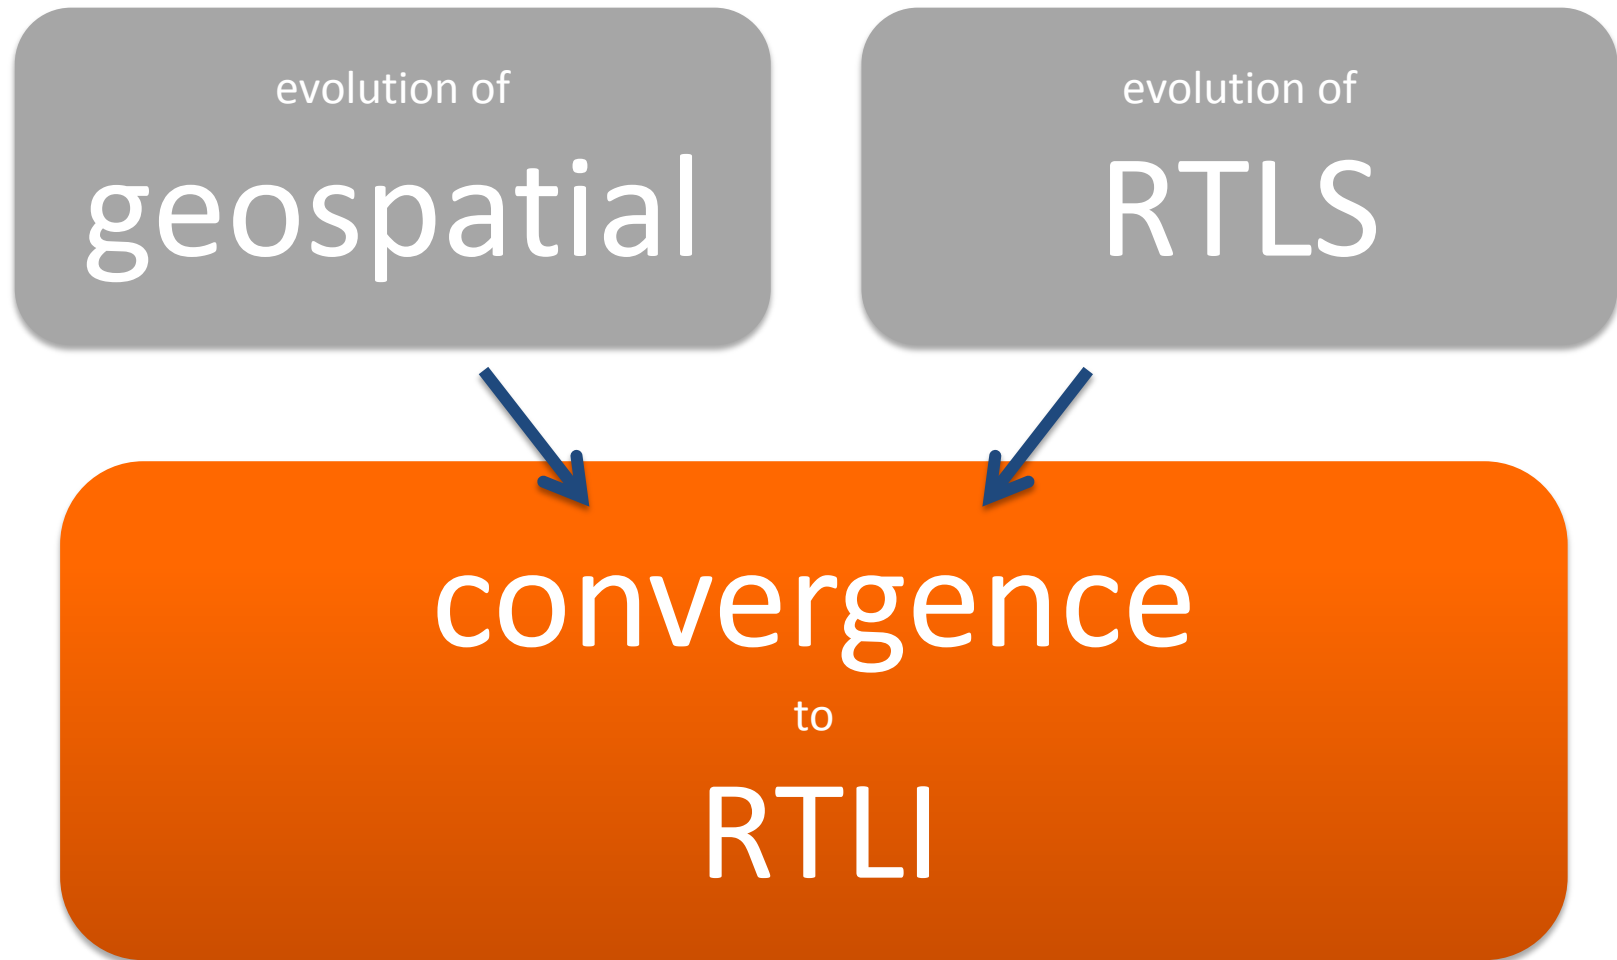 evolution of
geospatial
evolution of
RTLS
convergence
to
RTLI